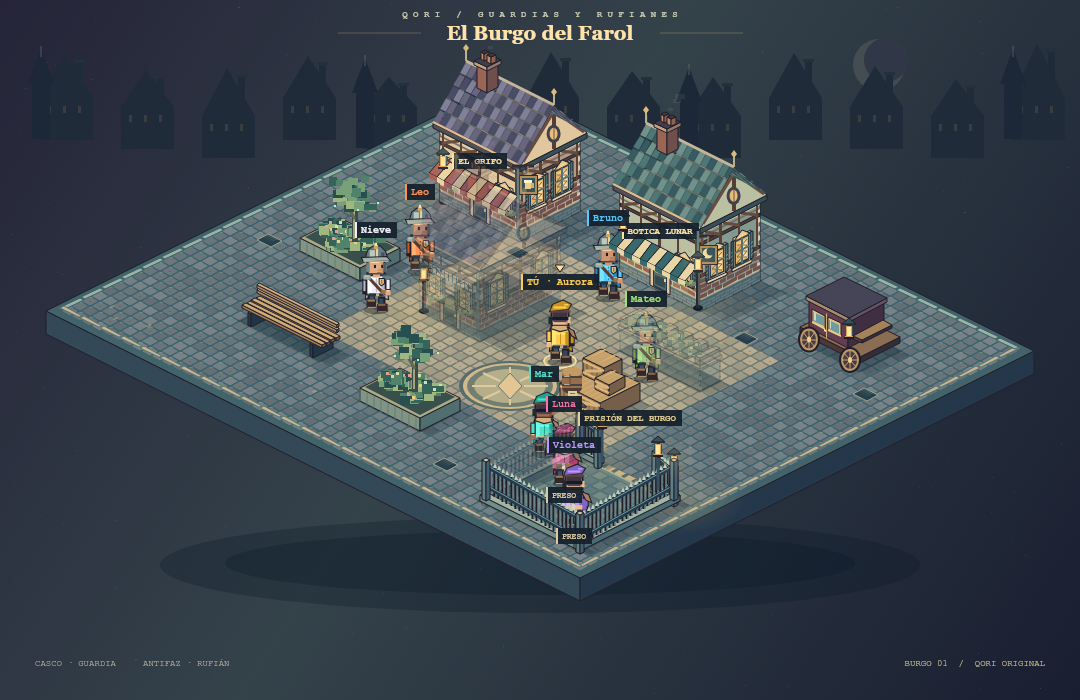 QORI / GUARDIAS Y RUFIANES
El Burgo del Farol
EL GRIFO
Leo
Bruno
Nieve
BOTICA LUNAR
TÚ · Aurora
Mateo
Mar
Luna
PRISIÓN DEL BURGO
Violeta
PRESO
PRESO
CASCO · GUARDIA
ANTIFAZ · RUFIÁN
BURGO 01 / QORI ORIGINAL